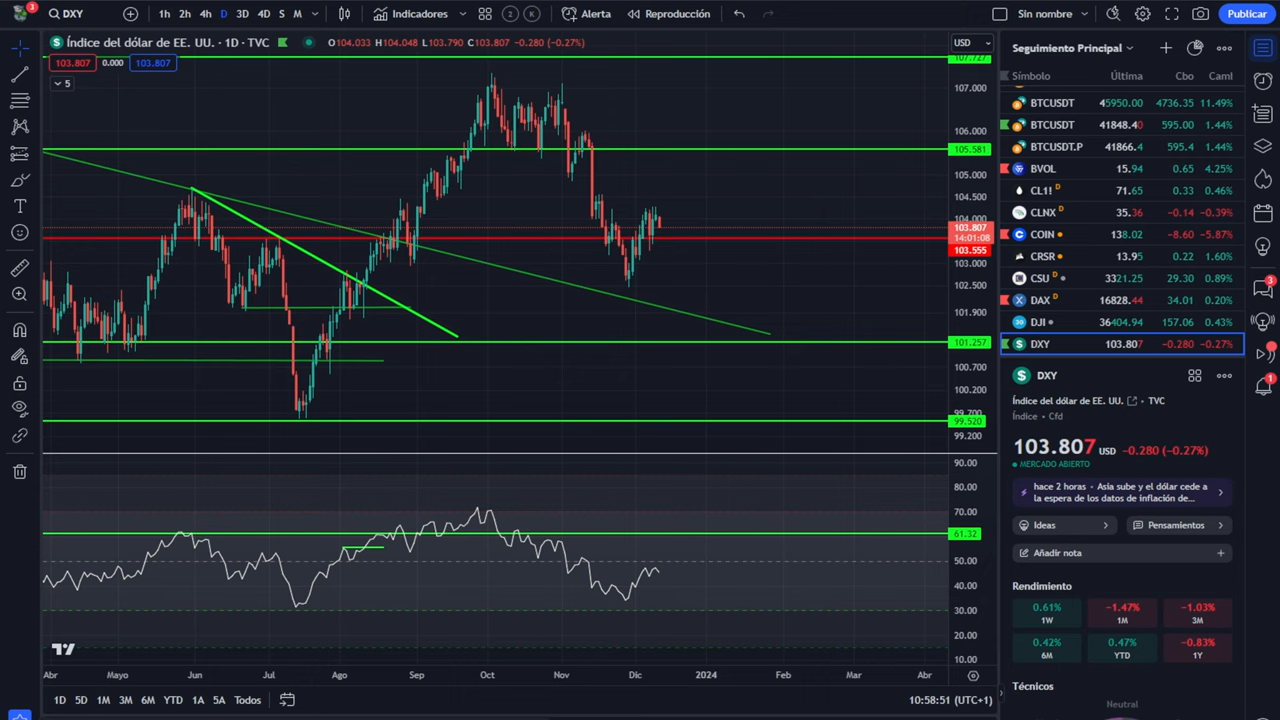 3
DXY
1h 2h 4h D 3D 4D S M
Indicadores
2 K
Alerta
Reproducción
Sin nombre
Publicar
Índice del dólar de EE. UU. · 1D · TVC
O104.033 H104.048 L103.790 C103.807 -0.280 (-0.27%)
103.807 0.000 103.807
5
USD
107.727
107.000
106.000
105.581
105.000
104.500
104.000
103.807
14:01:08
103.555
103.000
102.500
101.900
101.257
100.700
100.200
99.700
99.520
99.200
90.00
80.00
70.00
61.32
50.00
40.00
30.00
20.00
10.00
Abr Mayo Jun Jul Ago Sep Oct Nov Dic 2024 Feb Mar Abr
1D 5D 1M 3M 6M YTD 1A 5A Todos
10:58:51 (UTC+1)
Seguimiento Principal
Símbolo Última Cbo Caml
BTCUSDT 45950.00 4736.35 11.49%
BTCUSDT 41848.40 595.00 1.44%
BTCUSDT.P 41866.4 595.4 1.44%
BVOL 15.94 0.65 4.25%
CL1! D 71.65 0.33 0.46%
CLNX D 35.36 -0.14 -0.39%
COIN 138.02 -8.60 -5.87%
CRSR 13.95 0.22 1.60%
CSU D 3321.25 29.30 0.89%
DAX D 16828.44 34.01 0.20%
30 DJI 36404.94 157.06 0.43%
DXY 103.807 -0.280 -0.27%
DXY
Índice del dólar de EE. UU. · TVC
Índice · Cfd
103.807 USD -0.280 (-0.27%)
MERCADO ABIERTO
hace 2 horas · Asia sube y el dólar cede a
la espera de los datos de inflación de...
Ideas
Pensamientos
Añadir nota
Rendimiento
0.61% -1.47% -1.03%
1W 1M 3M
0.42% 0.47% -0.83%
6M YTD 1Y
Técnicos
Neutral
3
1